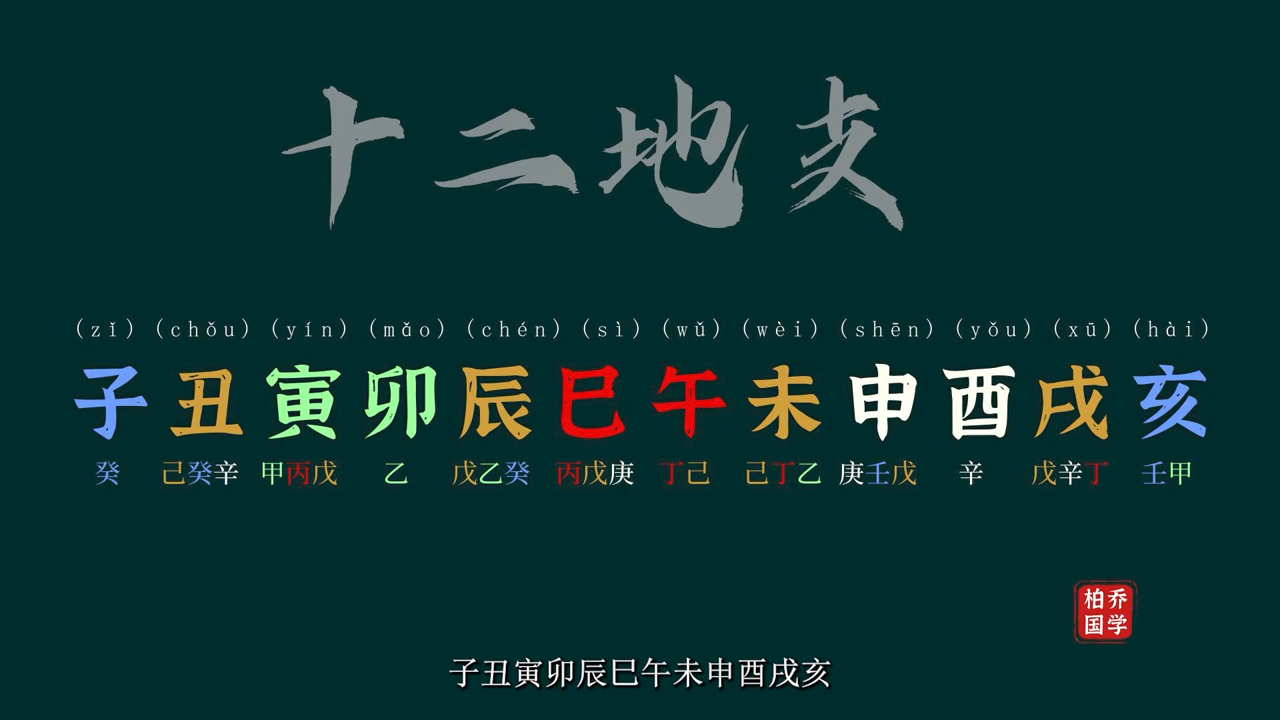 十二地支
(zǐ) (chǒu) (yín) (mǎo) (chén) (sì) (wǔ) (wèi) (shēn) (yǒu) (xū) (hài)
子 丑 寅 卯 辰 巳 午 未 申 酉 戌 亥
癸 己癸辛 甲丙戊 乙 戊乙癸 丙戊庚 丁己 己丁乙 庚壬戊 辛 戊辛丁 壬甲
柏乔
国学
子丑寅卯辰巳午未申酉戌亥